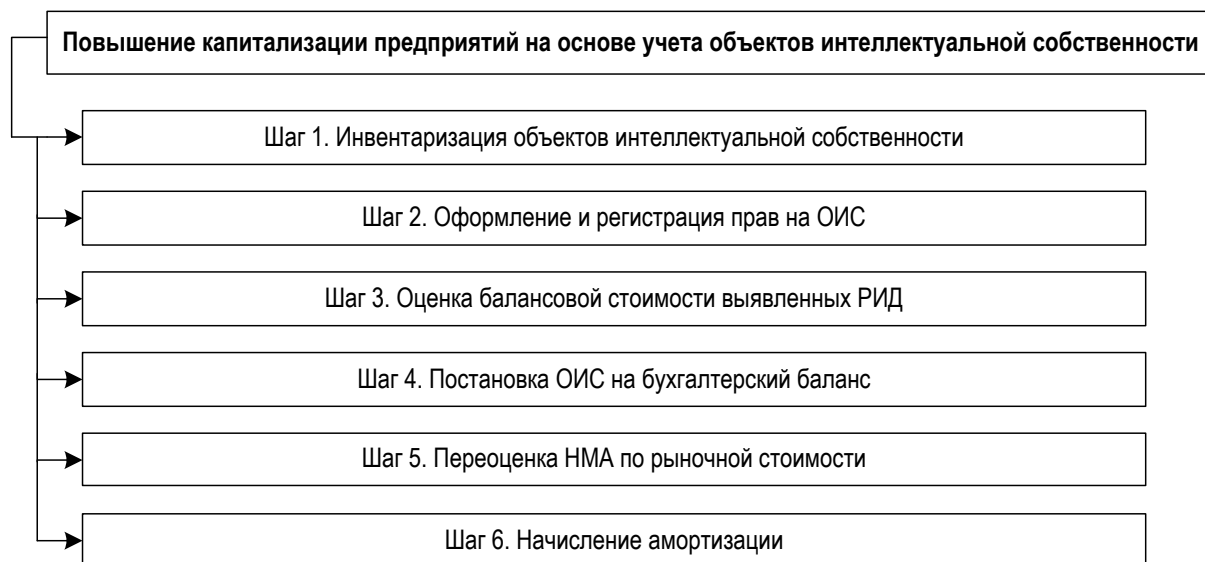 Повышение капитализации предприятий на основе учета объектов интеллектуальной собственности
Шаг 1. Инвентаризация объектов интеллектуальной собственности
Шаг 2. Оформление и регистрация прав на ОИС
Шаг 3. Оценка балансовой стоимости выявленных РИД
Шаг 4. Постановка ОИС на бухгалтерский баланс
Шаг 5. Переоценка НМА по рыночной стоимости
Шаг 6. Начисление амортизации